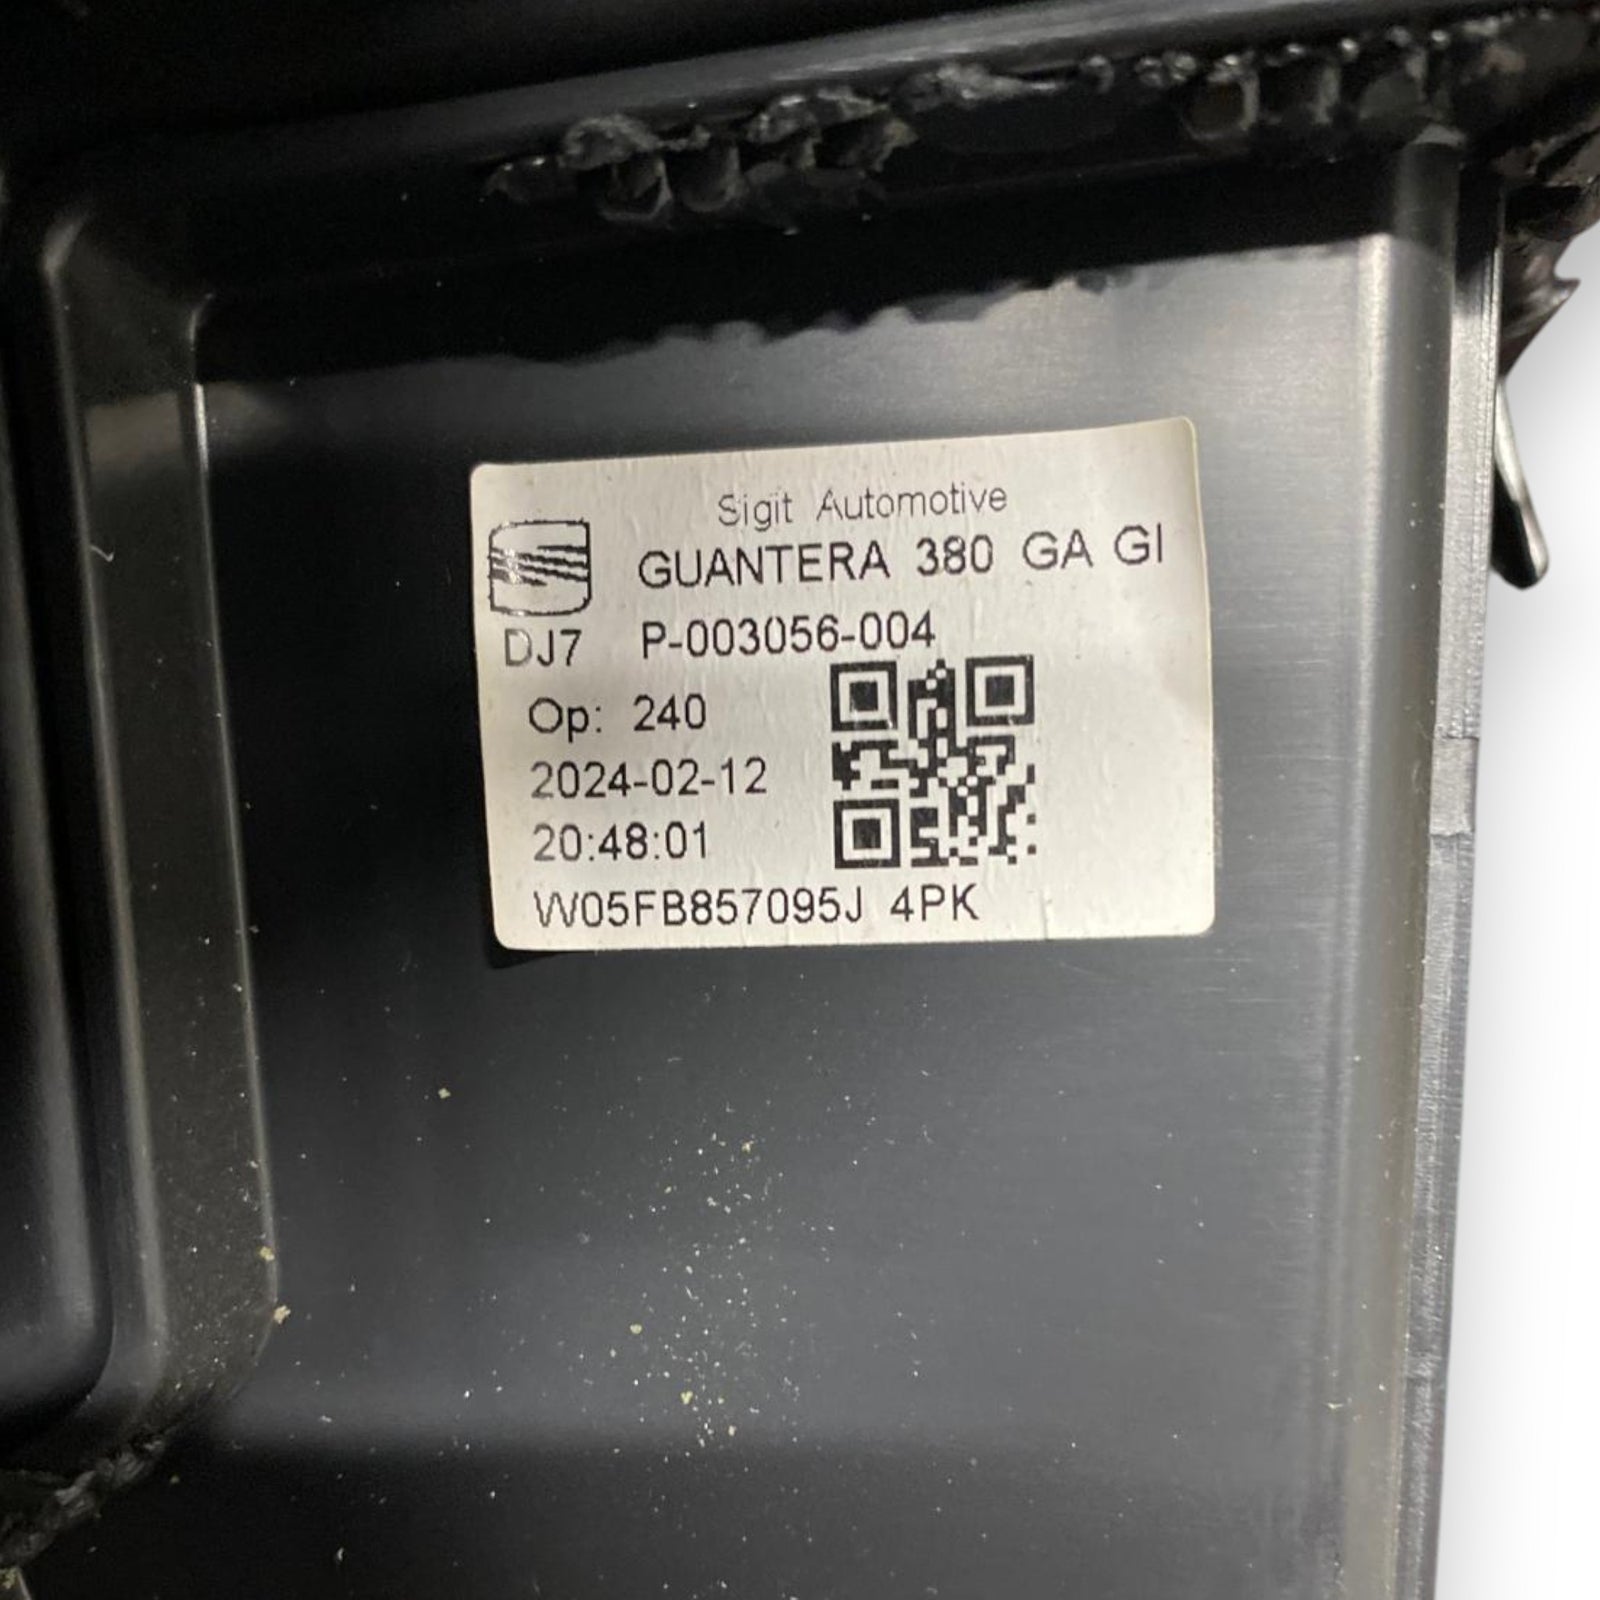 Sigit Automotive
GUANTERA 380 GA GI
DJ7 P-003056-004
Op: 240
2024-02-12
20:48:01
W05FB857095J 4PK